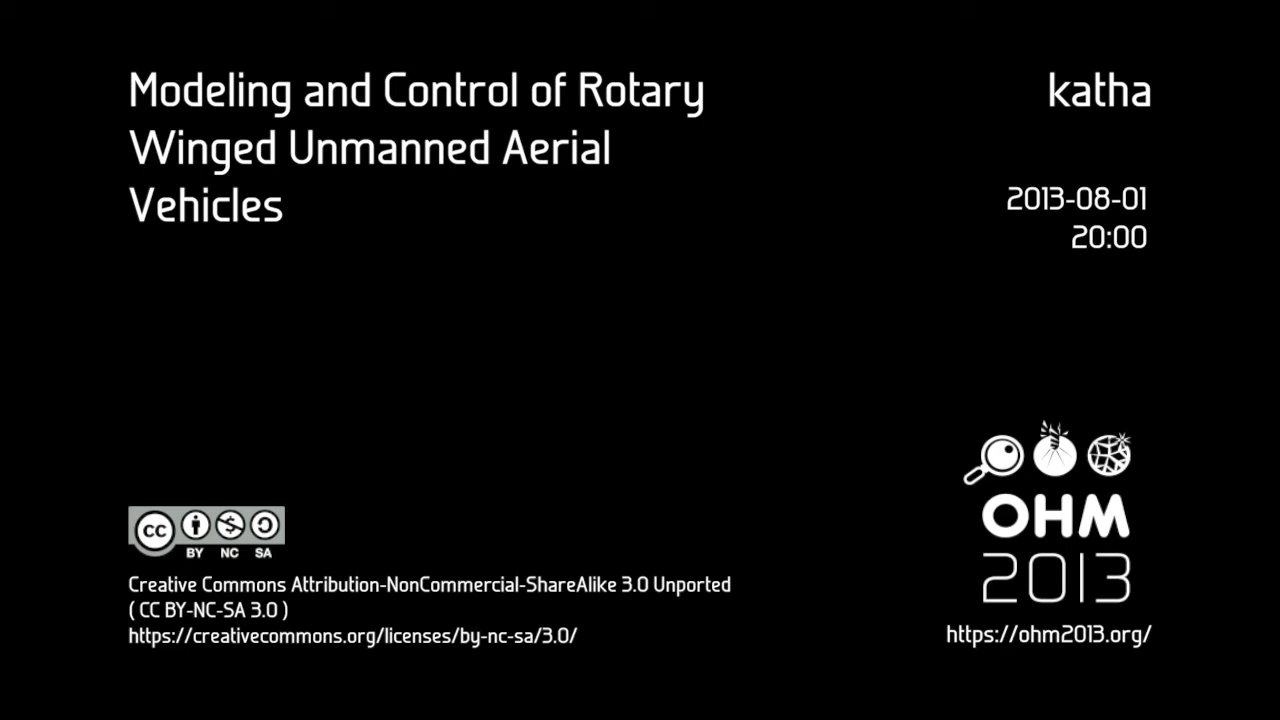 Modeling and Control of Rotary
Winged Unmanned Aerial
Vehicles
katha
2013-08-01
20:00
cc
BY NC SA
Creative Commons Attribution-NonCommercial-ShareAlike 3.0 Unported
( CC BY-NC-SA 3.0 )
https://creativecommons.org/licenses/by-nc-sa/3.0/
OHM
2013
https://ohm2013.org/